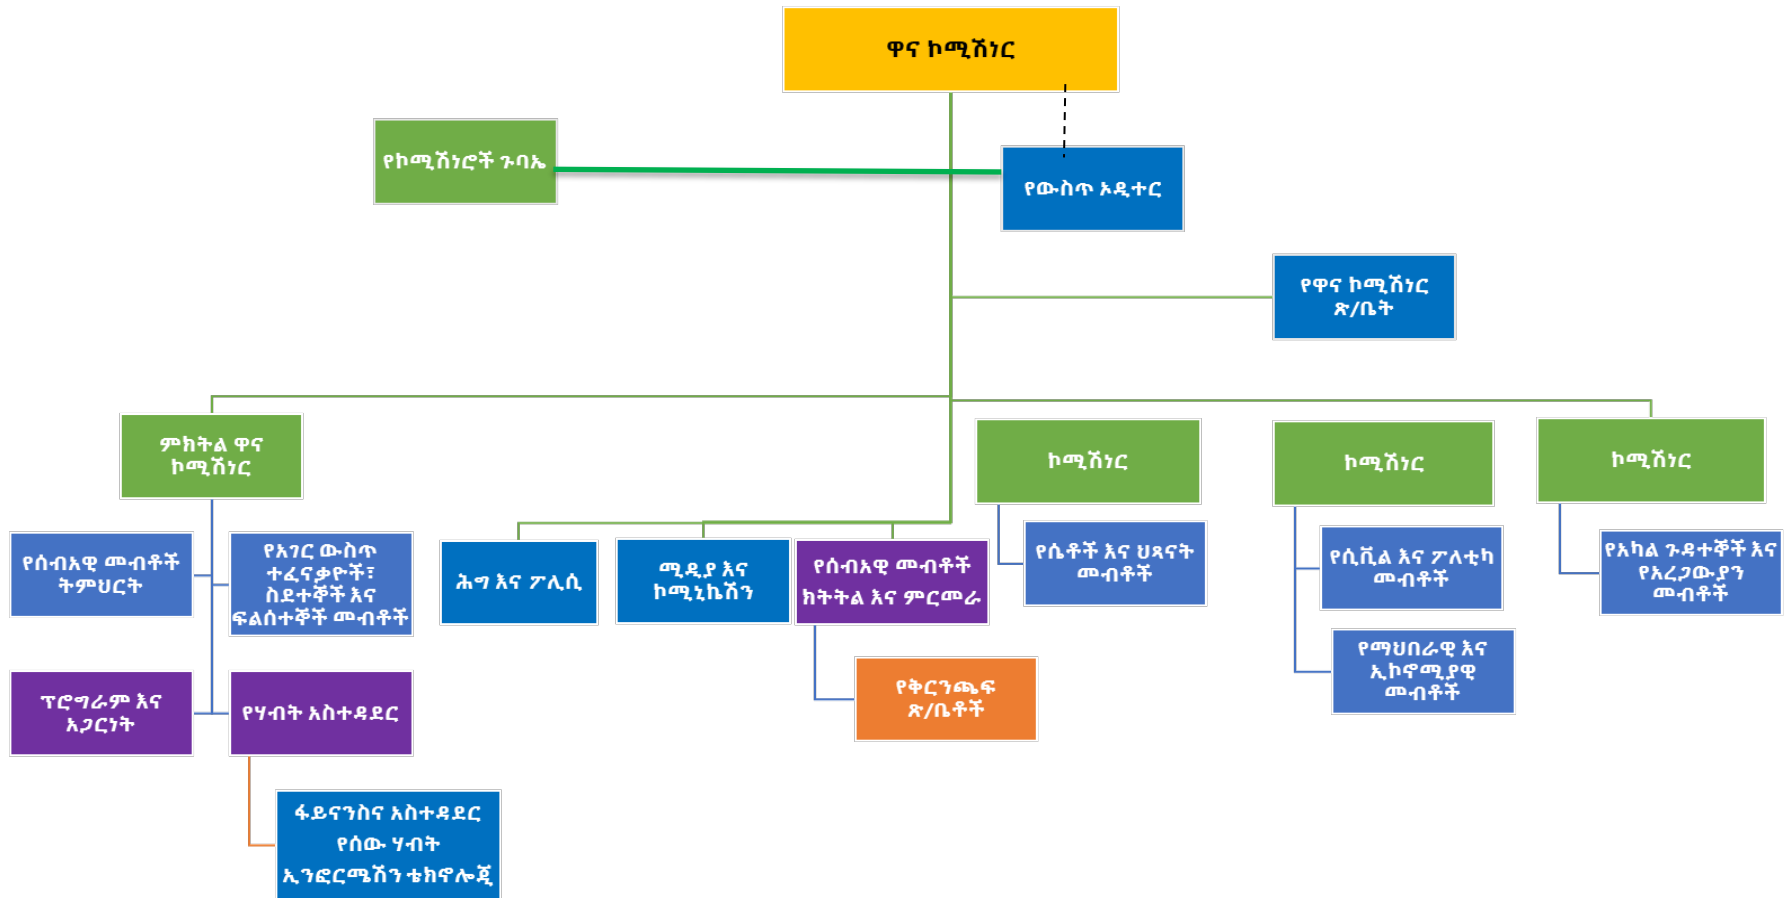 ዋና ኮሚሽነር
የኮሚሽነሮች ጉባኤ
የውስጥ ኦዲተር
የዋና ኮሚሽነር
ጽ/ቤት
ምክትል ዋና
ኮሚሽነር
ኮሚሽነር
ኮሚሽነር
ኮሚሽነር
የሰብአዊ መብቶች
ትምህርት
የአገር ውስጥ
ተፈናቃዮች፣
ስደተኞች እና
ፍልሰተኞች መብቶች
ሕግ እና ፖሊሲ
ሚዲያ እና
ኮሚኒኬሽን
የሰብአዊ መብቶች
ክትትል እና ምርመራ
የሴቶች እና ህጻናት
መብቶች
የሲቪል እና ፖለቲካ
መብቶች
የአካል ጉዳተኞች እና
የአረጋውያን
መብቶች
ፕሮግራም እና
አጋርነት
የሃብት አስተዳደር
የቅርንጫፍ
ጽ/ቤቶች
የማህበራዊ እና
ኢኮኖሚያዊ
መብቶች
ፋይናንስና አስተዳደር
የሰው ሃብት
ኢንፎርሜሽን ቴክኖሎጂ